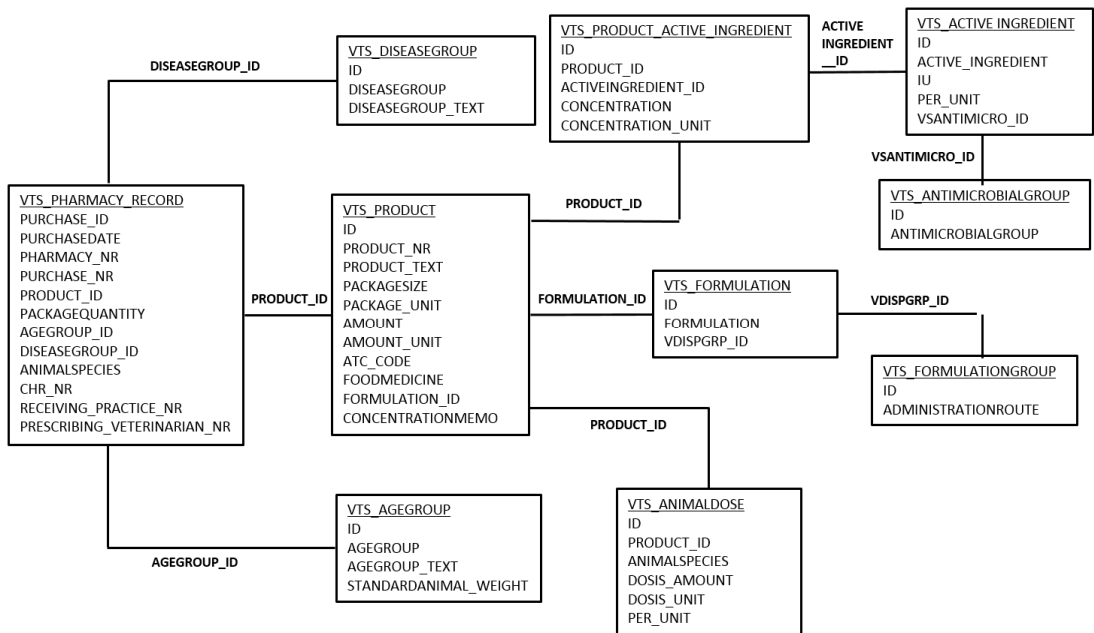 DISEASEGROUP_ID
VTS_DISEASEGROUP
ID
DISEASEGROUP
DISEASEGROUP_TEXT
VTS_PRODUCT_ACTIVE_INGREDIENT
ID
PRODUCT_ID
ACTIVEINGREDIENT_ID
CONCENTRATION
CONCENTRATION_UNIT
ACTIVE
INGREDIENT
__ID
VTS_ACTIVE INGREDIENT
ID
ACTIVE_INGREDIENT
IU
PER_UNIT
VSANTIMICRO_ID
VSANTIMICRO_ID
VTS_ANTIMICROBIALGROUP
ID
ANTIMICROBIALGROUP
VTS_PHARMACY_RECORD
PURCHASE_ID
PURCHASEDATE
PHARMACY_NR
PURCHASE_NR
PRODUCT_ID
PACKAGEQUANTITY
AGEGROUP_ID
DISEASEGROUP_ID
ANIMALSPECIES
CHR_NR
RECEIVING_PRACTICE_NR
PRESCRIBING_VETERINARIAN_NR
PRODUCT_ID
VTS_PRODUCT
ID
PRODUCT_NR
PRODUCT_TEXT
PACKAGESIZE
PACKAGE_UNIT
AMOUNT
AMOUNT_UNIT
ATC_CODE
FOODMEDICINE
FORMULATION_ID
CONCENTRATIONMEMO
PRODUCT_ID
FORMULATION_ID
VTS_FORMULATION
ID
FORMULATION
VDISPGRP_ID
VDISPGRP_ID
VTS_FORMULATIONGROUP
ID
ADMINISTRATIONROUTE
PRODUCT_ID
VTS_ANIMALDOSE
ID
PRODUCT_ID
ANIMALSPECIES
DOSIS_AMOUNT
DOSIS_UNIT
PER_UNIT
AGEGROUP_ID
VTS_AGEGROUP
ID
AGEGROUP
AGEGROUP_TEXT
STANDARDANIMAL_WEIGHT